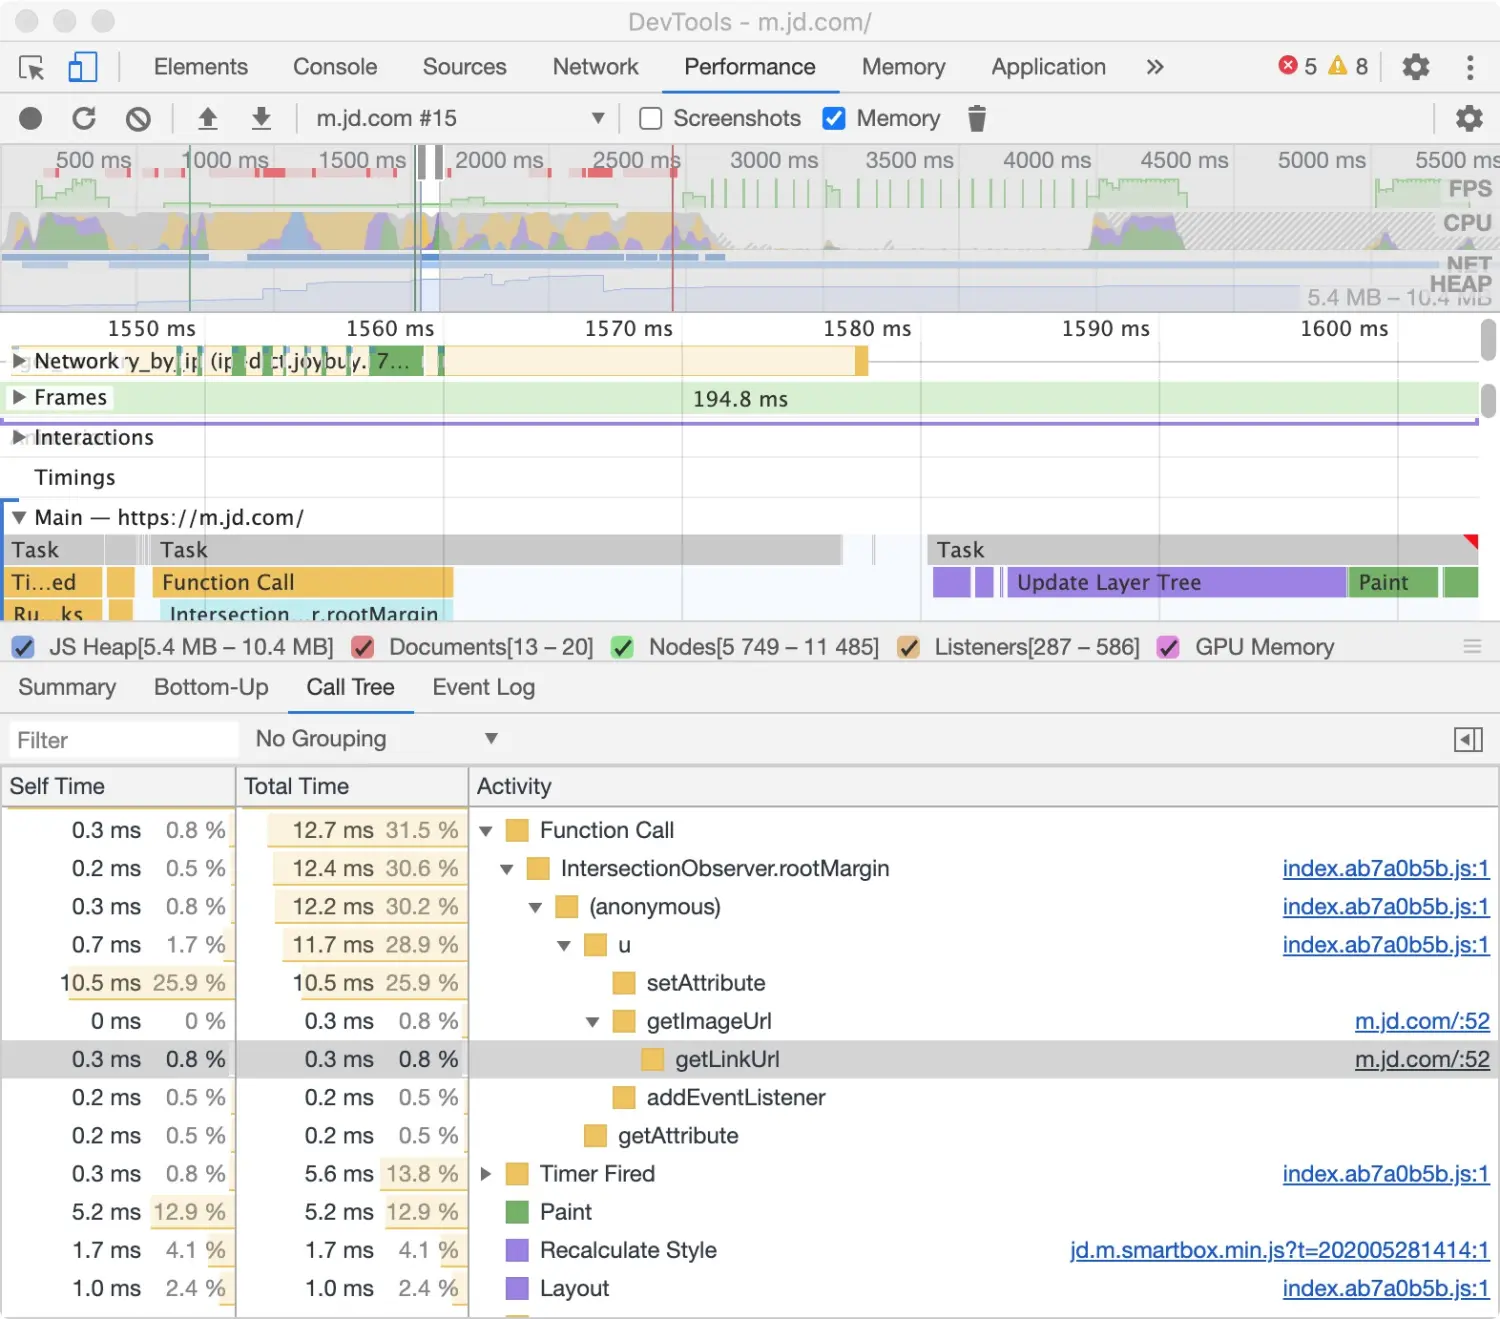 DevTools - m.jd.com/
Elements Console Sources Network Performance Memory Application » 5 8
m.jd.com #15 Screenshots Memory
500 ms 1000 ms 1500 ms 2000 ms 2500 ms 3000 ms 3500 ms 4000 ms 4500 ms 5000 ms 5500 ms
FPS
CPU
NET
HEAP
5.4 MB – 10.4 MB
1550 ms 1560 ms 1570 ms 1580 ms 1590 ms 1600 ms
Network ry_by_ip (ip dict.joybuy. 7...
Frames 194.8 ms
Interactions
Timings
Main — https://m.jd.com/
Task Task Task
Ti...ed Function Call Update Layer Tree Paint
Ru...ks Intersection...r.rootMargin
JS Heap[5.4 MB – 10.4 MB] Documents[13 – 20] Nodes[5 749 – 11 485] Listeners[287 – 586] GPU Memory
Summary Bottom-Up Call Tree Event Log
Filter No Grouping
Self Time Total Time Activity
0.3 ms 0.8 % 12.7 ms 31.5 % Function Call
0.2 ms 0.5 % 12.4 ms 30.6 % IntersectionObserver.rootMargin index.ab7a0b5b.js:1
0.3 ms 0.8 % 12.2 ms 30.2 % (anonymous) index.ab7a0b5b.js:1
0.7 ms 1.7 % 11.7 ms 28.9 % u index.ab7a0b5b.js:1
10.5 ms 25.9 % 10.5 ms 25.9 % setAttribute
0 ms 0 % 0.3 ms 0.8 % getImageUrl m.jd.com/:52
0.3 ms 0.8 % 0.3 ms 0.8 % getLinkUrl m.jd.com/:52
0.2 ms 0.5 % 0.2 ms 0.5 % addEventListener
0.2 ms 0.5 % 0.2 ms 0.5 % getAttribute
0.3 ms 0.8 % 5.6 ms 13.8 % Timer Fired index.ab7a0b5b.js:1
5.2 ms 12.9 % 5.2 ms 12.9 % Paint
1.7 ms 4.1 % 1.7 ms 4.1 % Recalculate Style jd.m.smartbox.min.js?t=202005281414:1
1.0 ms 2.4 % 1.0 ms 2.4 % Layout index.ab7a0b5b.js:1